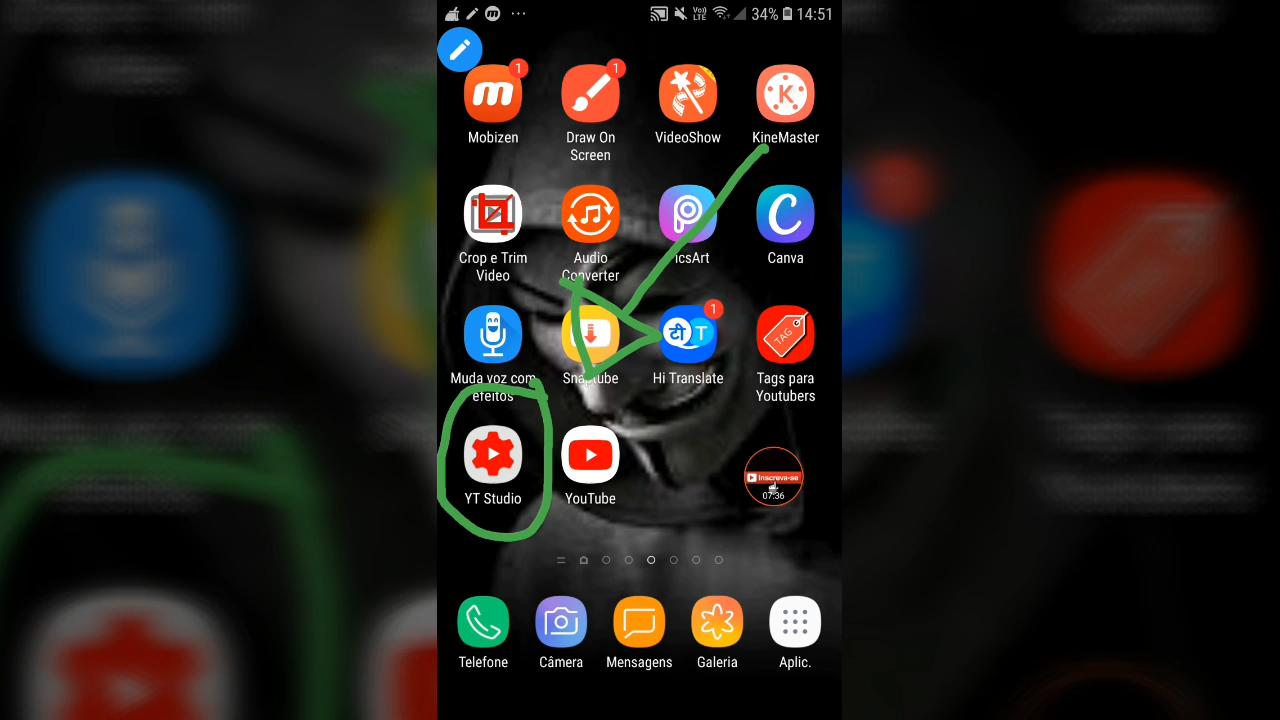 34% 14:51
Mobizen
Draw On
Screen
VideoShow
KineMaster
Crop e Trim
Video
Audio
Converter
icsArt
Canva
Muda voz com
efeitos
Snaptube
Hi Translate
TAG
Tags para
Youtubers
YT Studio
YouTube
Inscreva-se
07:36
Telefone
Câmera
Mensagens
Galeria
Aplic.